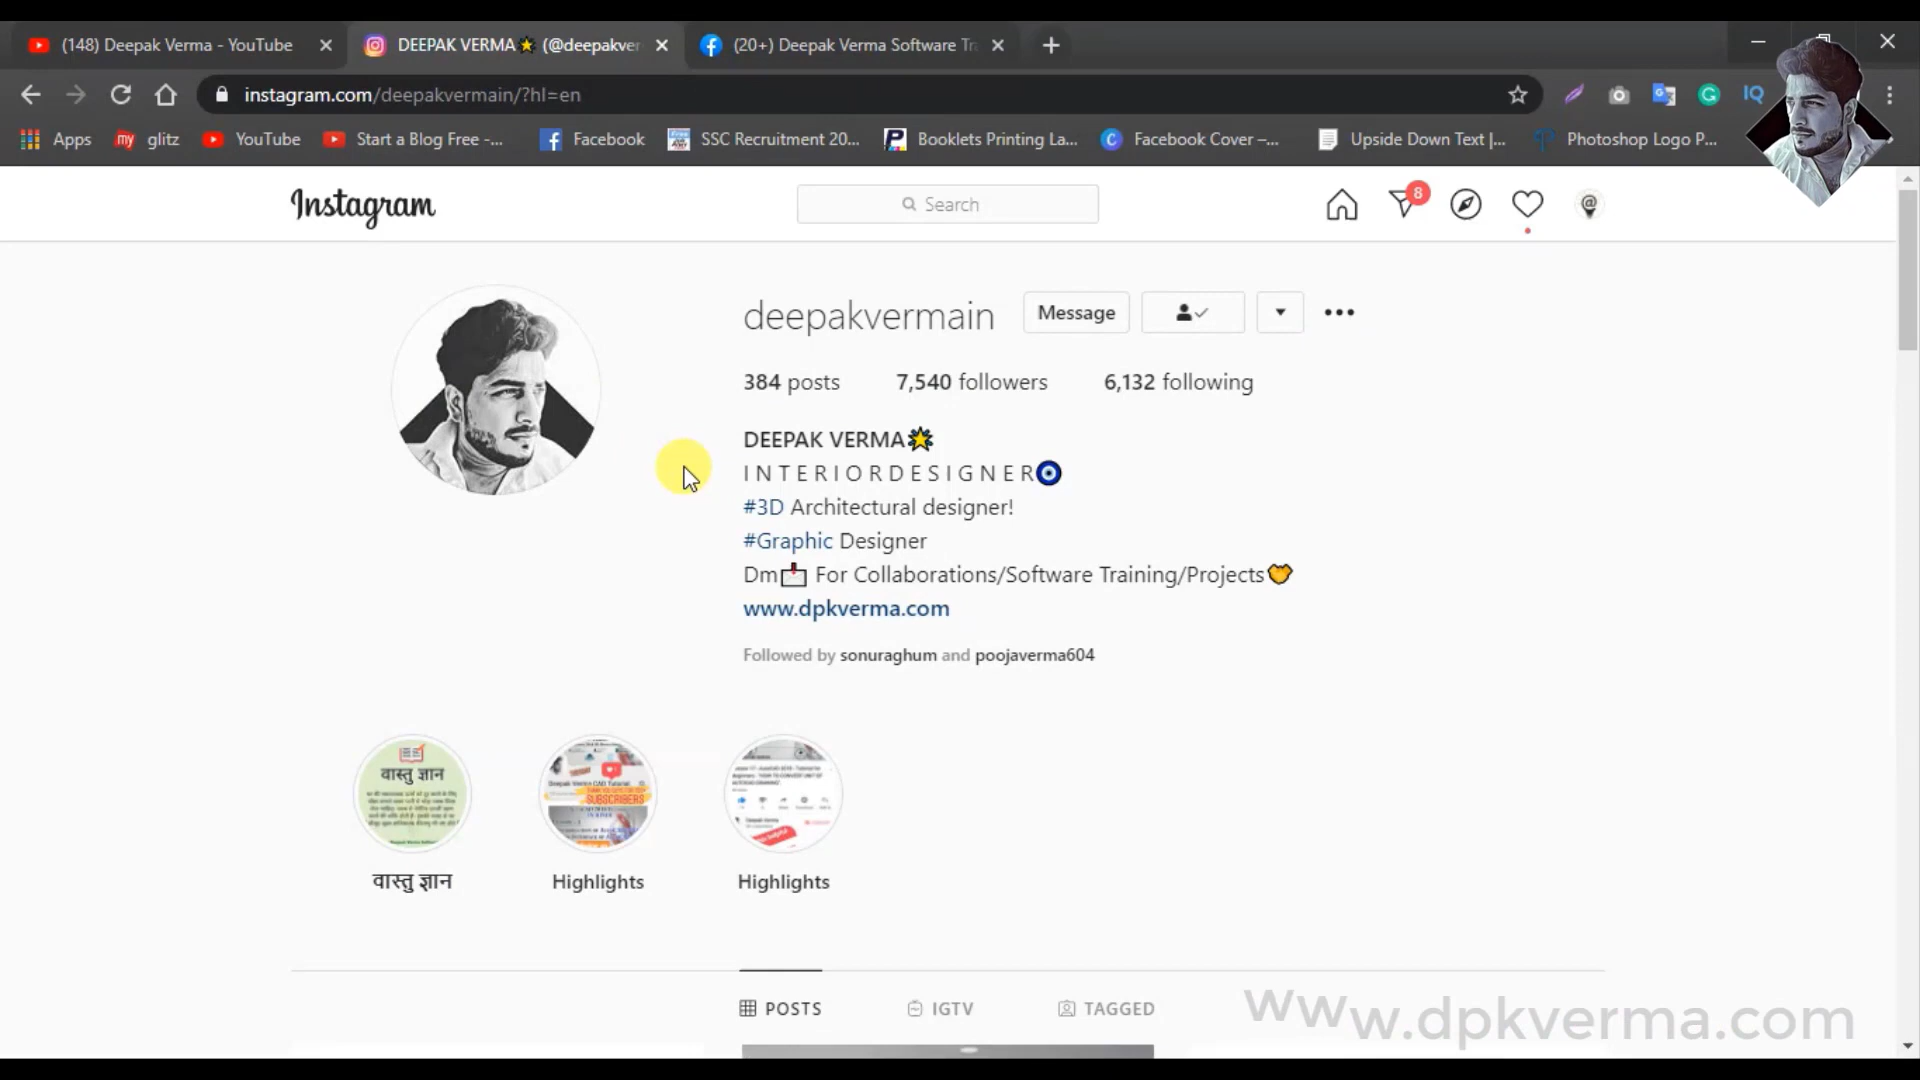 (148) Deepak Verma - YouTube
DEEPAK VERMA🌟 (@deepakver
(20+) Deepak Verma Software Tr
instagram.com/deepakvermain/?hl=en
IQ
Apps
my glitz
YouTube
Start a Blog Free -...
Facebook
SSC Recruitment 20...
Booklets Printing La...
Facebook Cover –...
Upside Down Text |...
Photoshop Logo P...
Instagram
Search
8
deepakvermain
Message
384 posts
7,540 followers
6,132 following
DEEPAK VERMA🌟
I N T E R I O R D E S I G N E R🧿
#3D Architectural designer!
#Graphic Designer
Dm📩 For Collaborations/Software Training/Projects🤝
www.dpkverma.com
Followed by sonuraghum and poojaverma604
वास्तु ज्ञान
SUBSCRIBERS
वास्तु ज्ञान
Highlights
Highlights
POSTS
IGTV
TAGGED
www.dpkverma.com